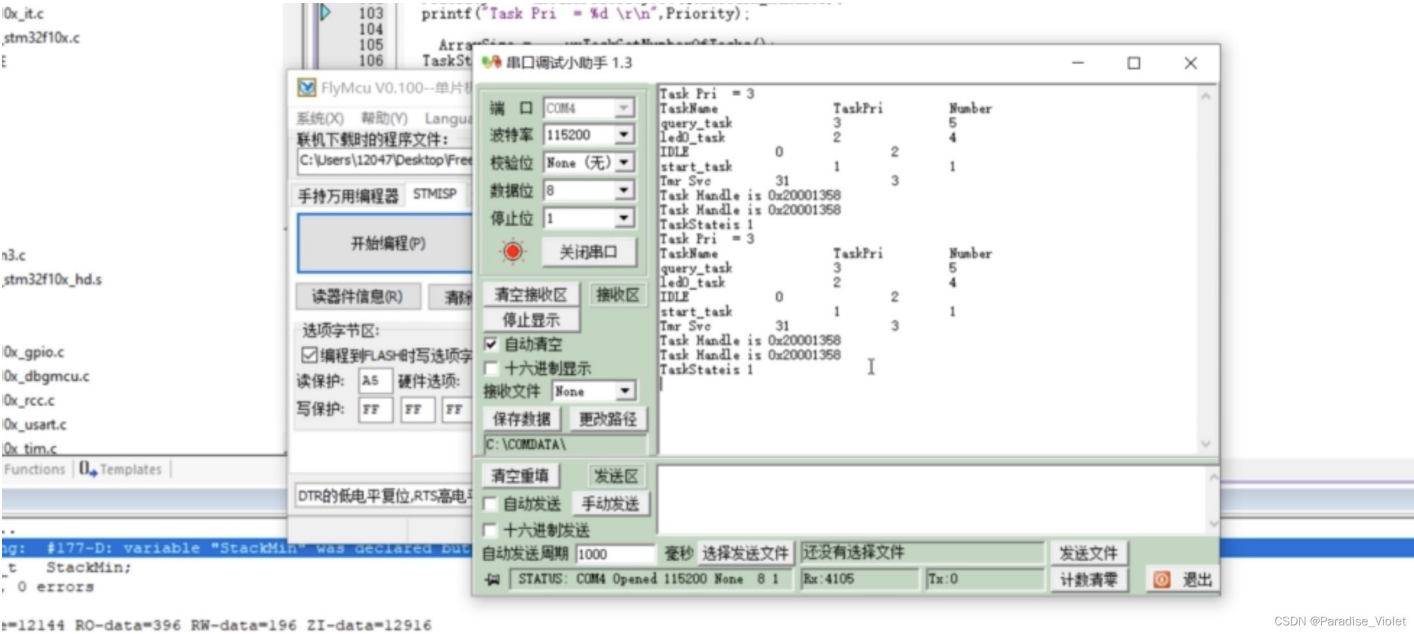 0x_it.c
_stm32f10x.c
E
m3.c
_stm32f10x_hd.s
0x_gpio.c
0x_dbgmcu.c
0x_rcc.c
0x_usart.c
0x_tim.c
Functions
Templates
103 printf("Task Pri = %d \r\n",Priority);
104
105
106 TaskSt
FlyMcu V0.100--单片机
系统(X) 帮助(Y) Langua
联机下载时的程序文件:
C:\Users\12047\Desktop\Free
手持万用编程器 STMISP
开始编程(P)
读器件信息(R) 清除
选项字节区:
编程到FLASH时写选项字
读保护: A5 硬件选项:
写保护: FF FF FF
DTR的低电平复位,RTS高电平
串口调试小助手 1.3
端 口 COM4
波特率 115200
校验位 None (无)
数据位 8
停止位 1
关闭串口
清空接收区 接收区
停止显示
自动清空
十六进制显示
接收文件 None
保存数据 更改路径
C:\COMDATA\
Task Pri = 3
TaskName TaskPri Number
query_task 3 5
led0_task 2 4
IDLE 0 2
start_task 1 1
Tmr Svc 31 3
Task Handle is 0x20001358
Task Handle is 0x20001358
TaskStateis 1
Task Pri = 3
TaskName TaskPri Number
query_task 3 5
led0_task 2 4
IDLE 0 2
start_task 1 1
Tmr Svc 31 3
Task Handle is 0x20001358
Task Handle is 0x20001358
TaskStateis 1
清空重填 发送区
自动发送 手动发送
十六进制发送
自动发送周期 1000 毫秒 选择发送文件 还没有选择文件 发送文件
STATUS: COM4 Opened 115200 None 8 1 Rx:4105 Tx:0 计数清零 退出
ng: #177-D: variable "StackMin" was declared but
_t StackMin;
, 0 errors
e=12144 RO-data=396 RW-data=196 ZI-data=12916
CSDN @Paradise_Violet